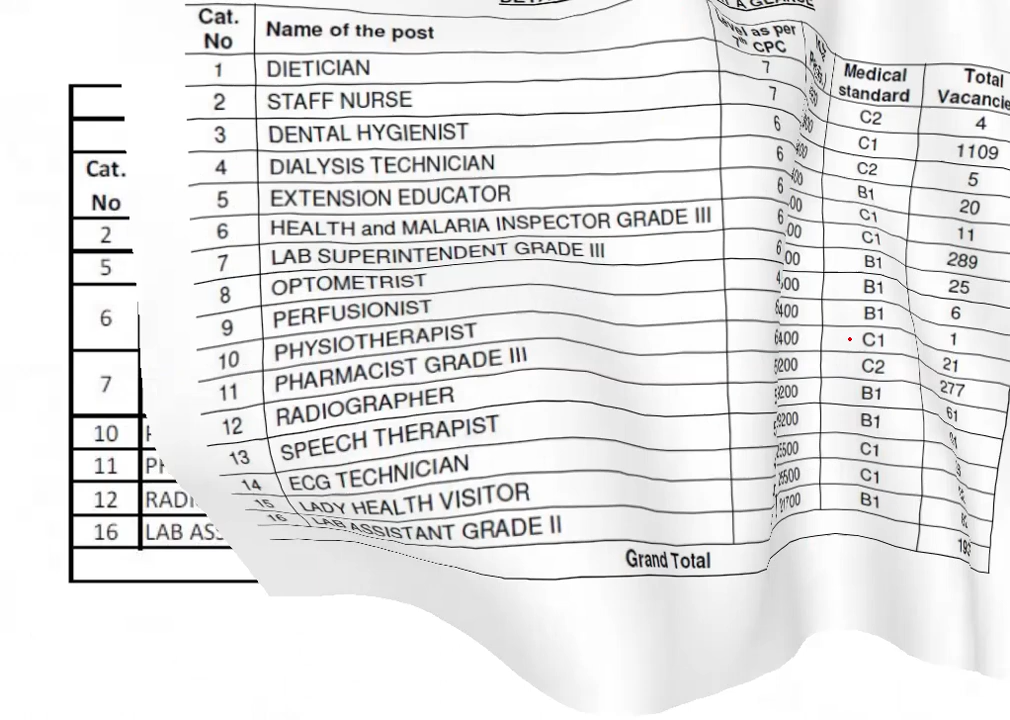 A GLANCE
Cat. No Name of the post Level as per 7th CPC Medical standard Total
1 DIETICIAN 7 C2 4
2 STAFF NURSE 7 C1 1109
3 DENTAL HYGIENIST 6 C2 5
4 DIALYSIS TECHNICIAN 6 B1 20
5 EXTENSION EDUCATOR 6 C1 11
6 HEALTH and MALARIA INSPECTOR GRADE III 6 C1 289
7 LAB SUPERINTENDENT GRADE III 6 B1 25
8 OPTOMETRIST 4 B1 6
9 PERFUSIONIST B1 1
10 PHYSIOTHERAPIST C1 21
11 PHARMACIST GRADE III C2 277
12 RADIOGRAPHER B1 61
13 SPEECH THERAPIST B1
14 ECG TECHNICIAN C1
15 LADY HEALTH VISITOR C1
16 LAB ASSISTANT GRADE II B1
Grand Total
Cat.
No
2
5
6
7
10
11
12
16 LAB